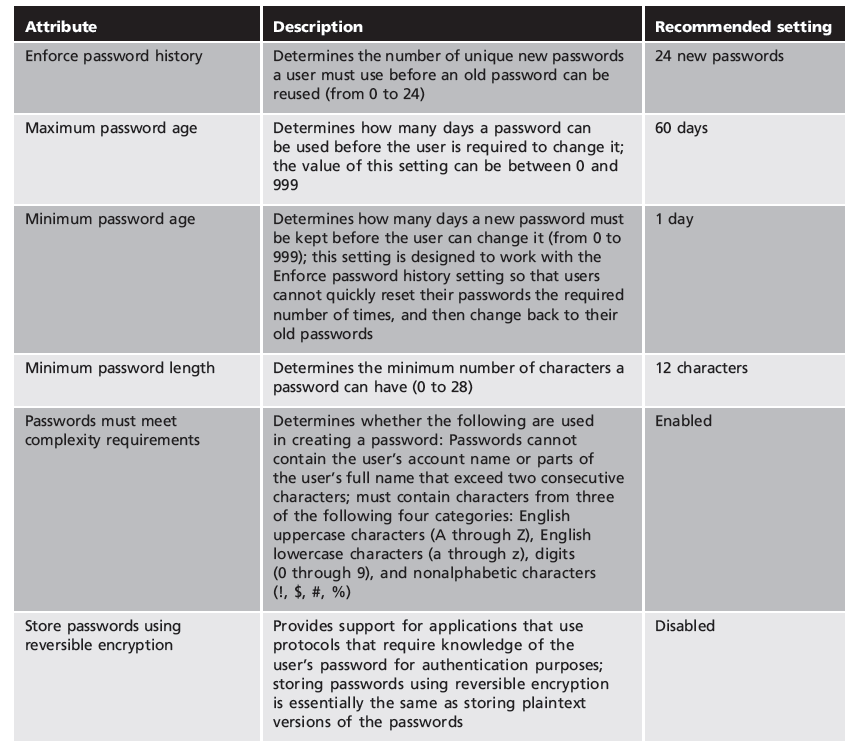 Attribute
Description
Recommended setting
Enforce password history
Determines the number of unique new passwords
a user must use before an old password can be
reused (from 0 to 24)
24 new passwords
Maximum password age
Determines how many days a password can
be used before the user is required to change it;
the value of this setting can be between 0 and
999
60 days
Minimum password age
Determines how many days a new password must
be kept before the user can change it (from 0 to
999); this setting is designed to work with the
Enforce password history setting so that users
cannot quickly reset their passwords the required
number of times, and then change back to their
old passwords
1 day
Minimum password length
Determines the minimum number of characters a
password can have (0 to 28)
12 characters
Passwords must meet
complexity requirements
Determines whether the following are used
in creating a password: Passwords cannot
contain the user's account name or parts of
the user's full name that exceed two consecutive
characters; must contain characters from three
of the following four categories: English
uppercase characters (A through Z), English
lowercase characters (a through z), digits
(0 through 9), and nonalphabetic characters
(!, $, #, %)
Enabled
Store passwords using
reversible encryption
Provides support for applications that use
protocols that require knowledge of the
user's password for authentication purposes;
storing passwords using reversible encryption
is essentially the same as storing plaintext
versions of the passwords
Disabled